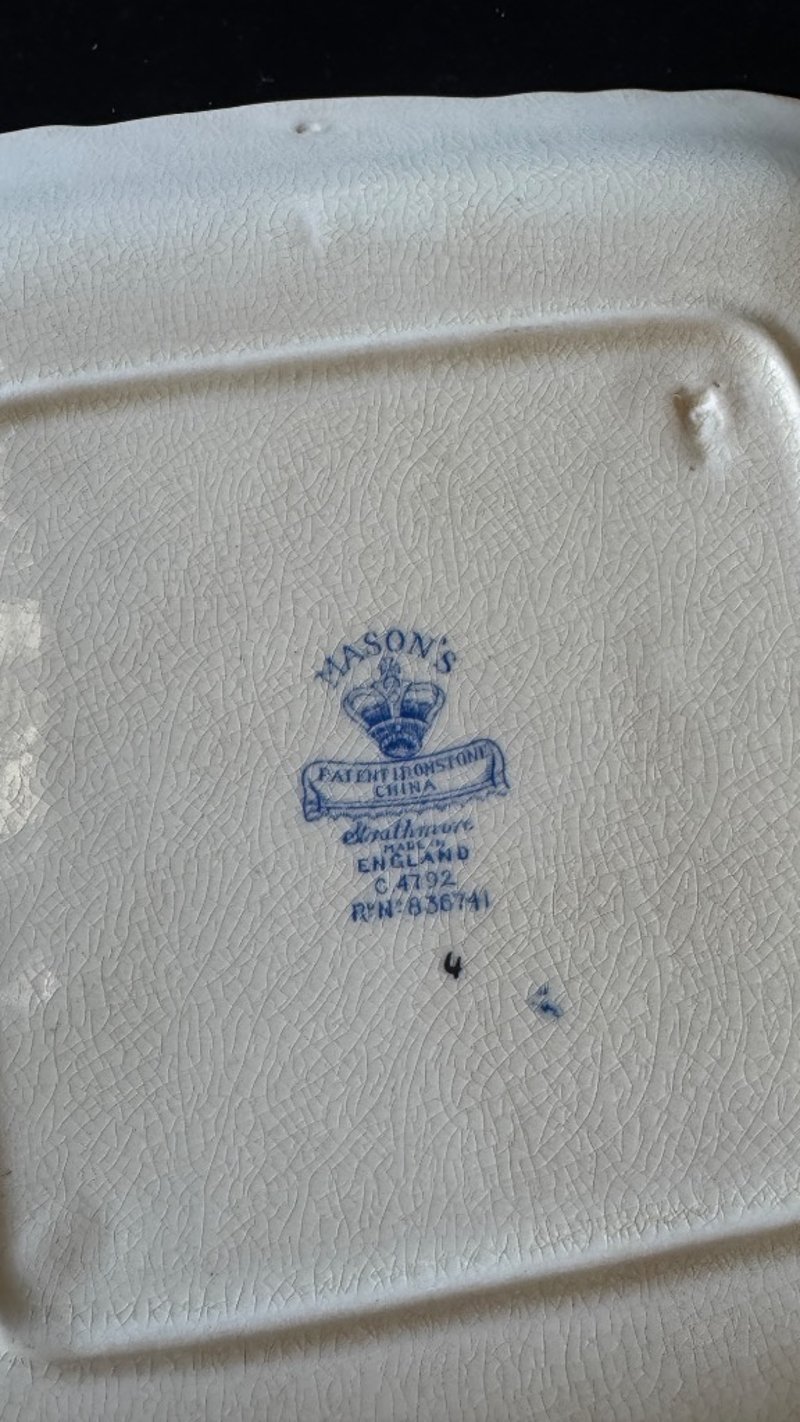 MASON'S
PATENT IRONSTONE
CHINA
Strathmore
MADE IN
ENGLAND
C.4792
Rᵈ Nº 836741
4